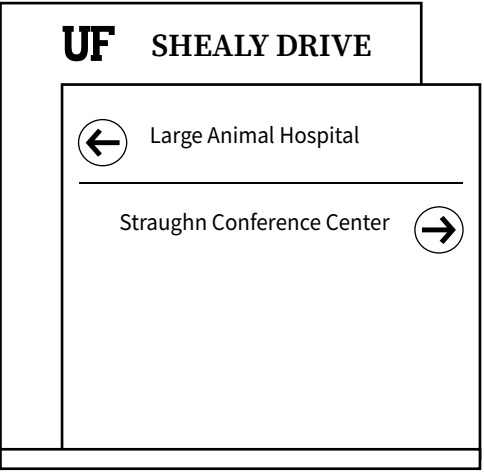 UF SHEALY DRIVE
Large Animal Hospital
Straughn Conference Center